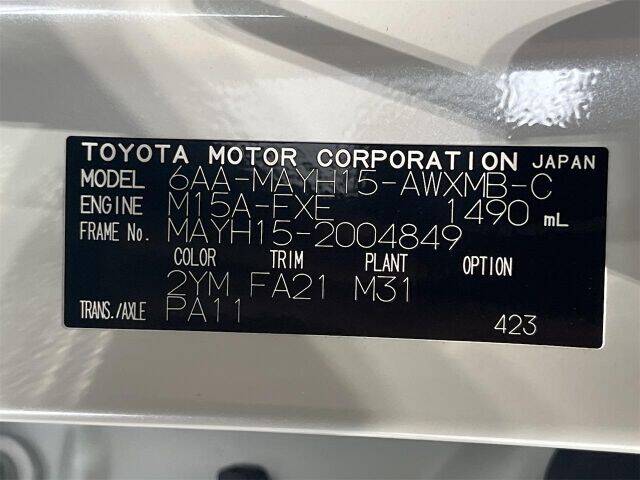 TOYOTA MOTOR CORPORATION JAPAN
MODEL 6AA-MAYH15-AWXMB-C
ENGINE M15A-FXE 1490 mL
FRAME No. MAYH15-2004849
COLOR TRIM PLANT OPTION
2YM FA21 M31
TRANS./AXLE PA11
423